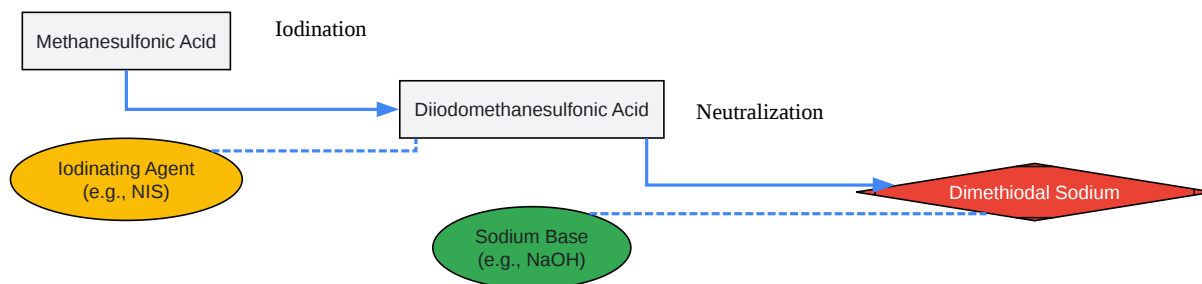 Methanesulfonic Acid
Iodination
Diiodomethanesulfonic Acid
Neutralization
Iodinating Agent
(e.g., NIS)
Dimethiodal Sodium
Sodium Base
(e.g., NaOH)